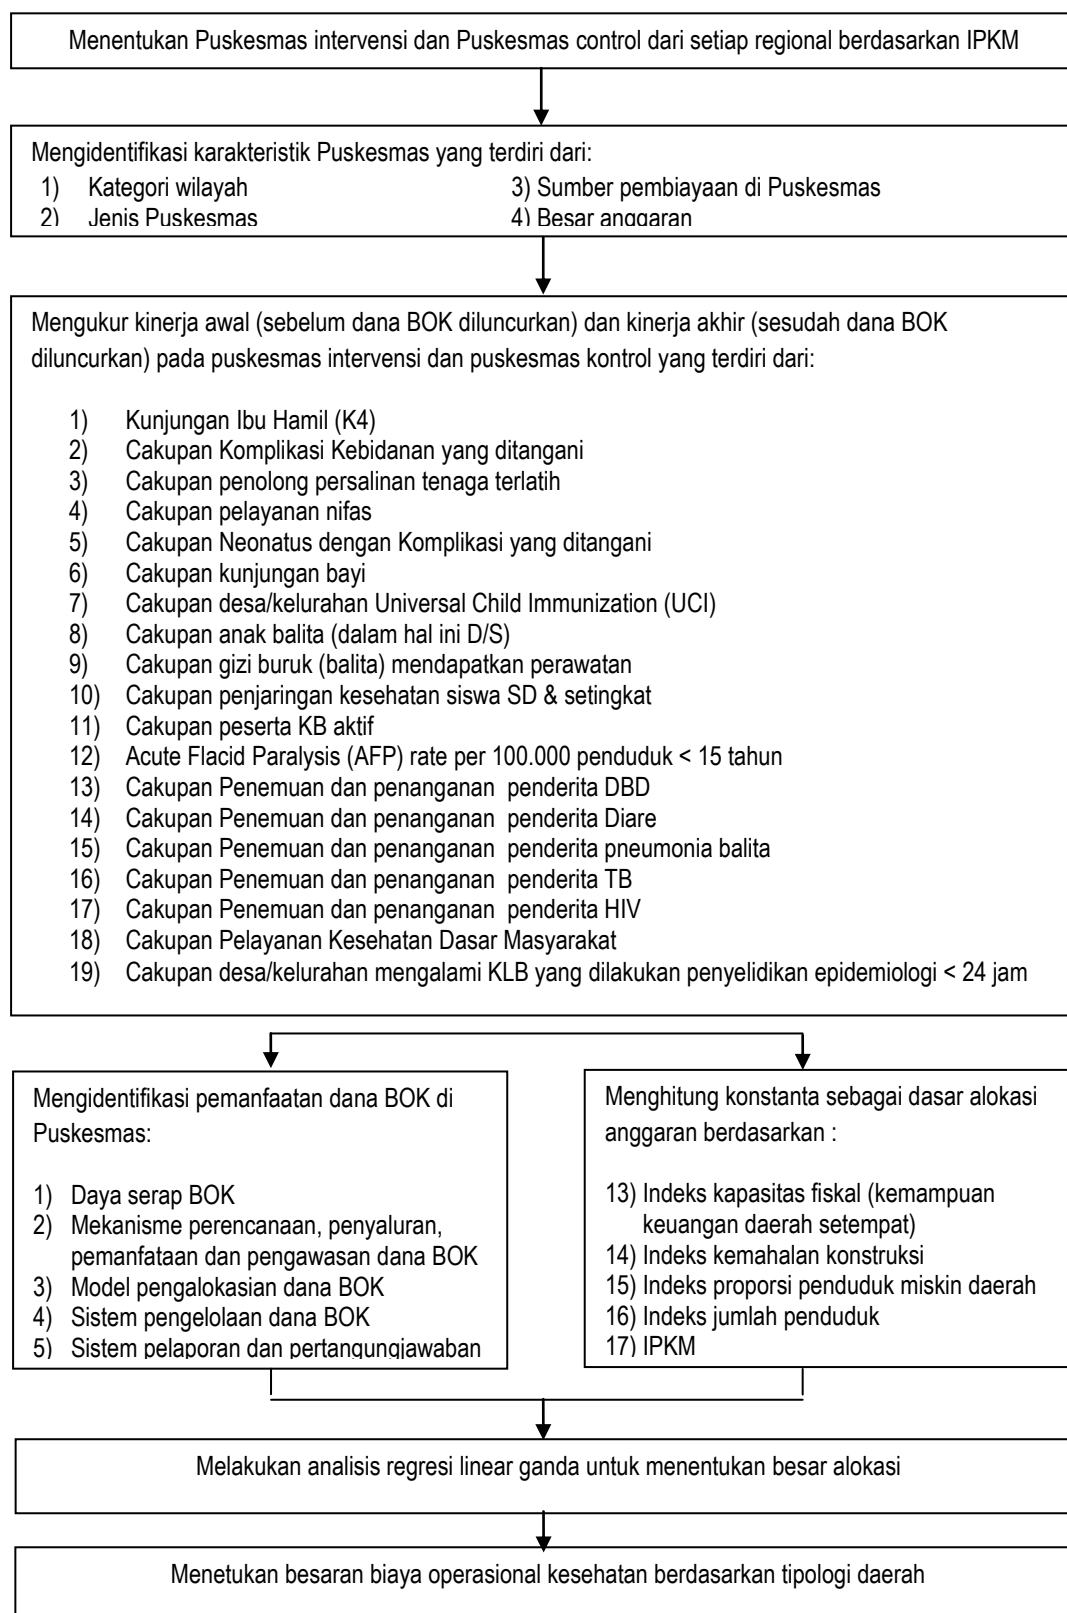 Menentukan Puskesmas intervensi dan Puskesmas control dari setiap regional berdasarkan IPKM
Mengidentifikasi karakteristik Puskesmas yang terdiri dari:
1) Kategori wilayah
2) Jenis Puskesmas
3) Sumber pembiayaan di Puskesmas
4) Besar anggaran
Mengukur kinerja awal (sebelum dana BOK diluncurkan) dan kinerja akhir (sesudah dana BOK
diluncurkan) pada puskesmas intervensi dan puskesmas kontrol yang terdiri dari:
1) Kunjungan Ibu Hamil (K4)
2) Cakupan Komplikasi Kebidanan yang ditangani
3) Cakupan penolong persalinan tenaga terlatih
4) Cakupan pelayanan nifas
5) Cakupan Neonatus dengan Komplikasi yang ditangani
6) Cakupan kunjungan bayi
7) Cakupan desa/kelurahan Universal Child Immunization (UCI)
8) Cakupan anak balita (dalam hal ini D/S)
9) Cakupan gizi buruk (balita) mendapatkan perawatan
10) Cakupan penjaringan kesehatan siswa SD & setingkat
11) Cakupan peserta KB aktif
12) Acute Flacid Paralysis (AFP) rate per 100.000 penduduk < 15 tahun
13) Cakupan Penemuan dan penanganan penderita DBD
14) Cakupan Penemuan dan penanganan penderita Diare
15) Cakupan Penemuan dan penanganan penderita pneumonia balita
16) Cakupan Penemuan dan penanganan penderita TB
17) Cakupan Penemuan dan penanganan penderita HIV
18) Cakupan Pelayanan Kesehatan Dasar Masyarakat
19) Cakupan desa/kelurahan mengalami KLB yang dilakukan penyelidikan epidemiologi < 24 jam
Mengidentifikasi pemanfaatan dana BOK di
Puskesmas:
1) Daya serap BOK
2) Mekanisme perencanaan, penyaluran,
pemanfataan dan pengawasan dana BOK
3) Model pengalokasian dana BOK
4) Sistem pengelolaan dana BOK
5) Sistem pelaporan dan pertangungjawaban
Menghitung konstanta sebagai dasar alokasi
anggaran berdasarkan :
13) Indeks kapasitas fiskal (kemampuan
keuangan daerah setempat)
14) Indeks kemahalan konstruksi
15) Indeks proporsi penduduk miskin daerah
16) Indeks jumlah penduduk
17) IPKM
Melakukan analisis regresi linear ganda untuk menentukan besar alokasi
Menetukan besaran biaya operasional kesehatan berdasarkan tipologi daerah